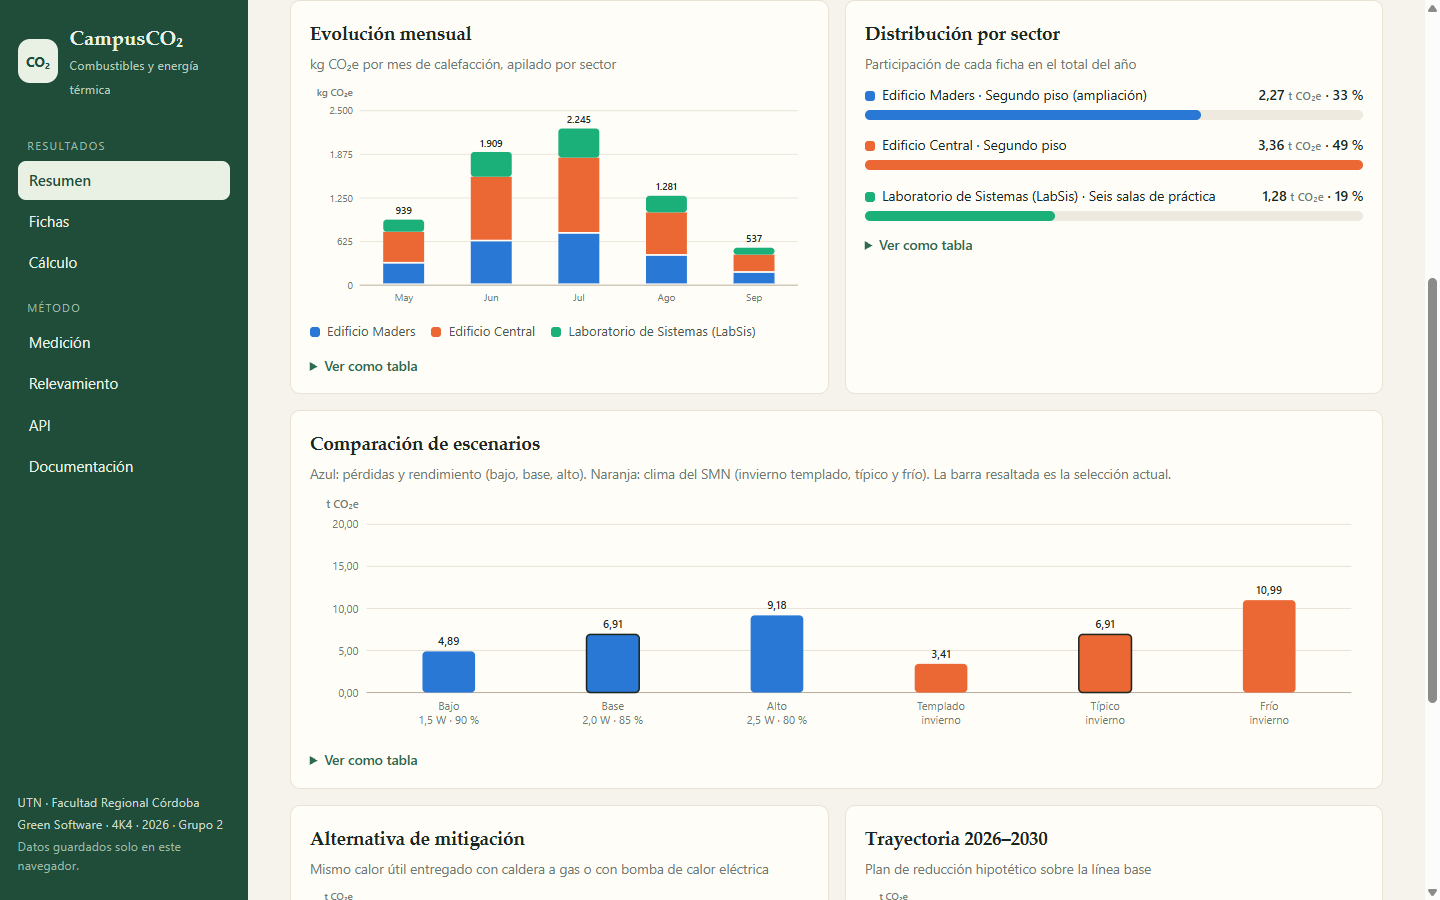 CO₂
CampusCO₂
Combustibles y energía
térmica
RESULTADOS
Resumen
Fichas
Cálculo
MÉTODO
Medición
Relevamiento
API
Documentación
UTN · Facultad Regional Córdoba
Green Software · 4K4 · 2026 · Grupo 2
Datos guardados solo en este
navegador.
Evolución mensual
kg CO₂e por mes de calefacción, apilado por sector
kg CO₂e
2.500
1.875
1.250
625
0
939
1.909
2.245
1.281
537
May
Jun
Jul
Ago
Sep
Edificio Maders
Edificio Central
Laboratorio de Sistemas (LabSis)
Ver como tabla
Distribución por sector
Participación de cada ficha en el total del año
Edificio Maders · Segundo piso (ampliación) 2,27 t CO₂e · 33 %
Edificio Central · Segundo piso 3,36 t CO₂e · 49 %
Laboratorio de Sistemas (LabSis) · Seis salas de práctica 1,28 t CO₂e · 19 %
Ver como tabla
Comparación de escenarios
Azul: pérdidas y rendimiento (bajo, base, alto). Naranja: clima del SMN (invierno templado, típico y frío). La barra resaltada es la selección actual.
t CO₂e
20,00
15,00
10,00
5,00
0,00
4,89
6,91
9,18
3,41
6,91
10,99
Bajo
1,5 W · 90 %
Base
2,0 W · 85 %
Alto
2,5 W · 80 %
Templado
invierno
Típico
invierno
Frío
invierno
Ver como tabla
Alternativa de mitigación
Mismo calor útil entregado con caldera a gas o con bomba de calor eléctrica
t CO₂e
Trayectoria 2026–2030
Plan de reducción hipotético sobre la línea base
t CO₂e